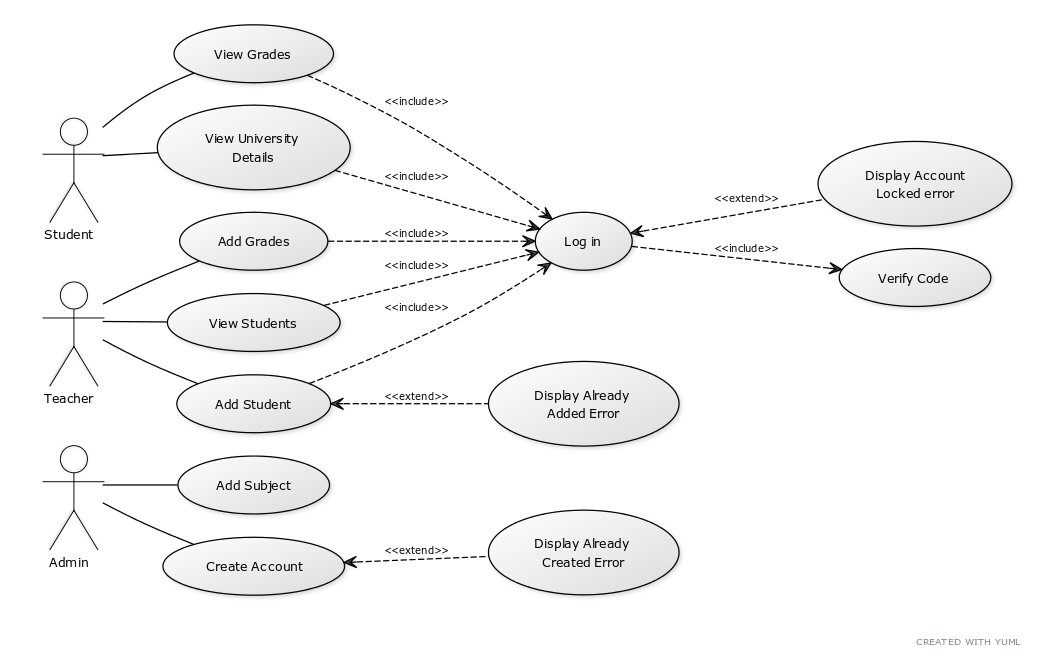 View Grades
<<include>>
View University
Details
Student
<<include>>
Display Account
Locked error
<<extend>>
Add Grades
<<include>>
Log in
<<include>>
Verify Code
<<include>>
View Students
<<include>>
Teacher
Add Student
<<extend>>
Display Already
Added Error
Add Subject
Admin
Create Account
<<extend>>
Display Already
Created Error
CREATED WITH YUML